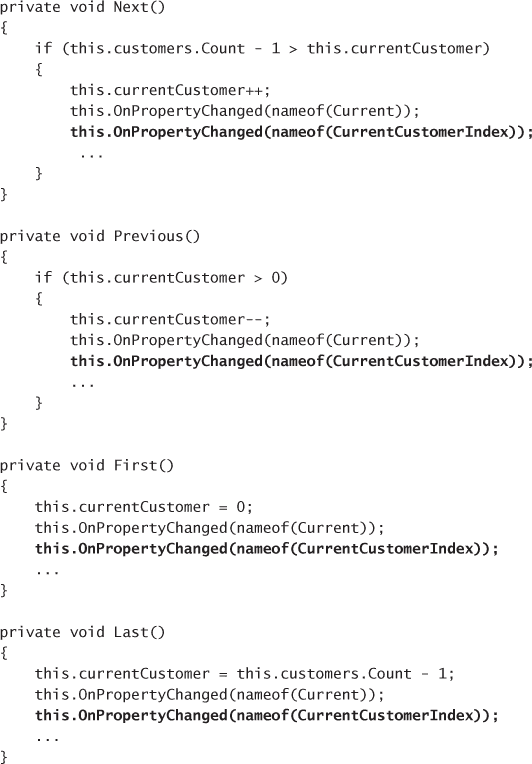 private void Next()
{
    if (this.customers.Count - 1 > this.currentCustomer)
    {
        this.currentCustomer++;
        this.OnPropertyChanged(nameof(Current));
        this.OnPropertyChanged(nameof(CurrentCustomerIndex));
         ...
    }
}

private void Previous()
{
    if (this.currentCustomer > 0)
    {
        this.currentCustomer--;
        this.OnPropertyChanged(nameof(Current));
        this.OnPropertyChanged(nameof(CurrentCustomerIndex));
        ...
    }
}

private void First()
{
    this.currentCustomer = 0;
    this.OnPropertyChanged(nameof(Current));
    this.OnPropertyChanged(nameof(CurrentCustomerIndex));
    ...
}

private void Last()
{
    this.currentCustomer = this.customers.Count - 1;
    this.OnPropertyChanged(nameof(Current));
    this.OnPropertyChanged(nameof(CurrentCustomerIndex));
    ...
}